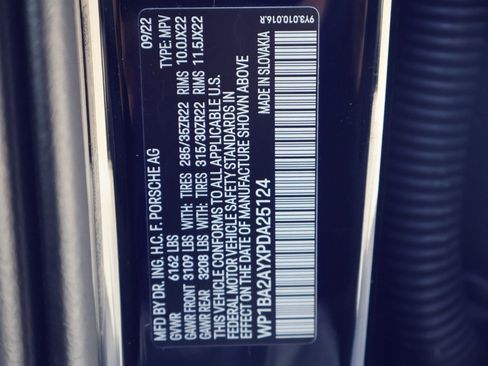 MFD BY DR. ING. H.C. F. PORSCHE AG 09/22
GVWR 6162 LBS TYPE: MPV
GAWR FRONT 3109 LBS WITH: TIRES 285/35ZR22 RIMS 10.0JX22
GAWR REAR 3208 LBS WITH: TIRES 315/30ZR22 RIMS 11.5JX22
THIS VEHICLE CONFORMS TO ALL APPLICABLE U.S.
FEDERAL MOTOR VEHICLE SAFETY STANDARDS IN
EFFECT ON THE DATE OF MANUFACTURE SHOWN ABOVE
WP1BA2AYXPDA25124 MADE IN SLOVAKIA
9Y3.010.016.R